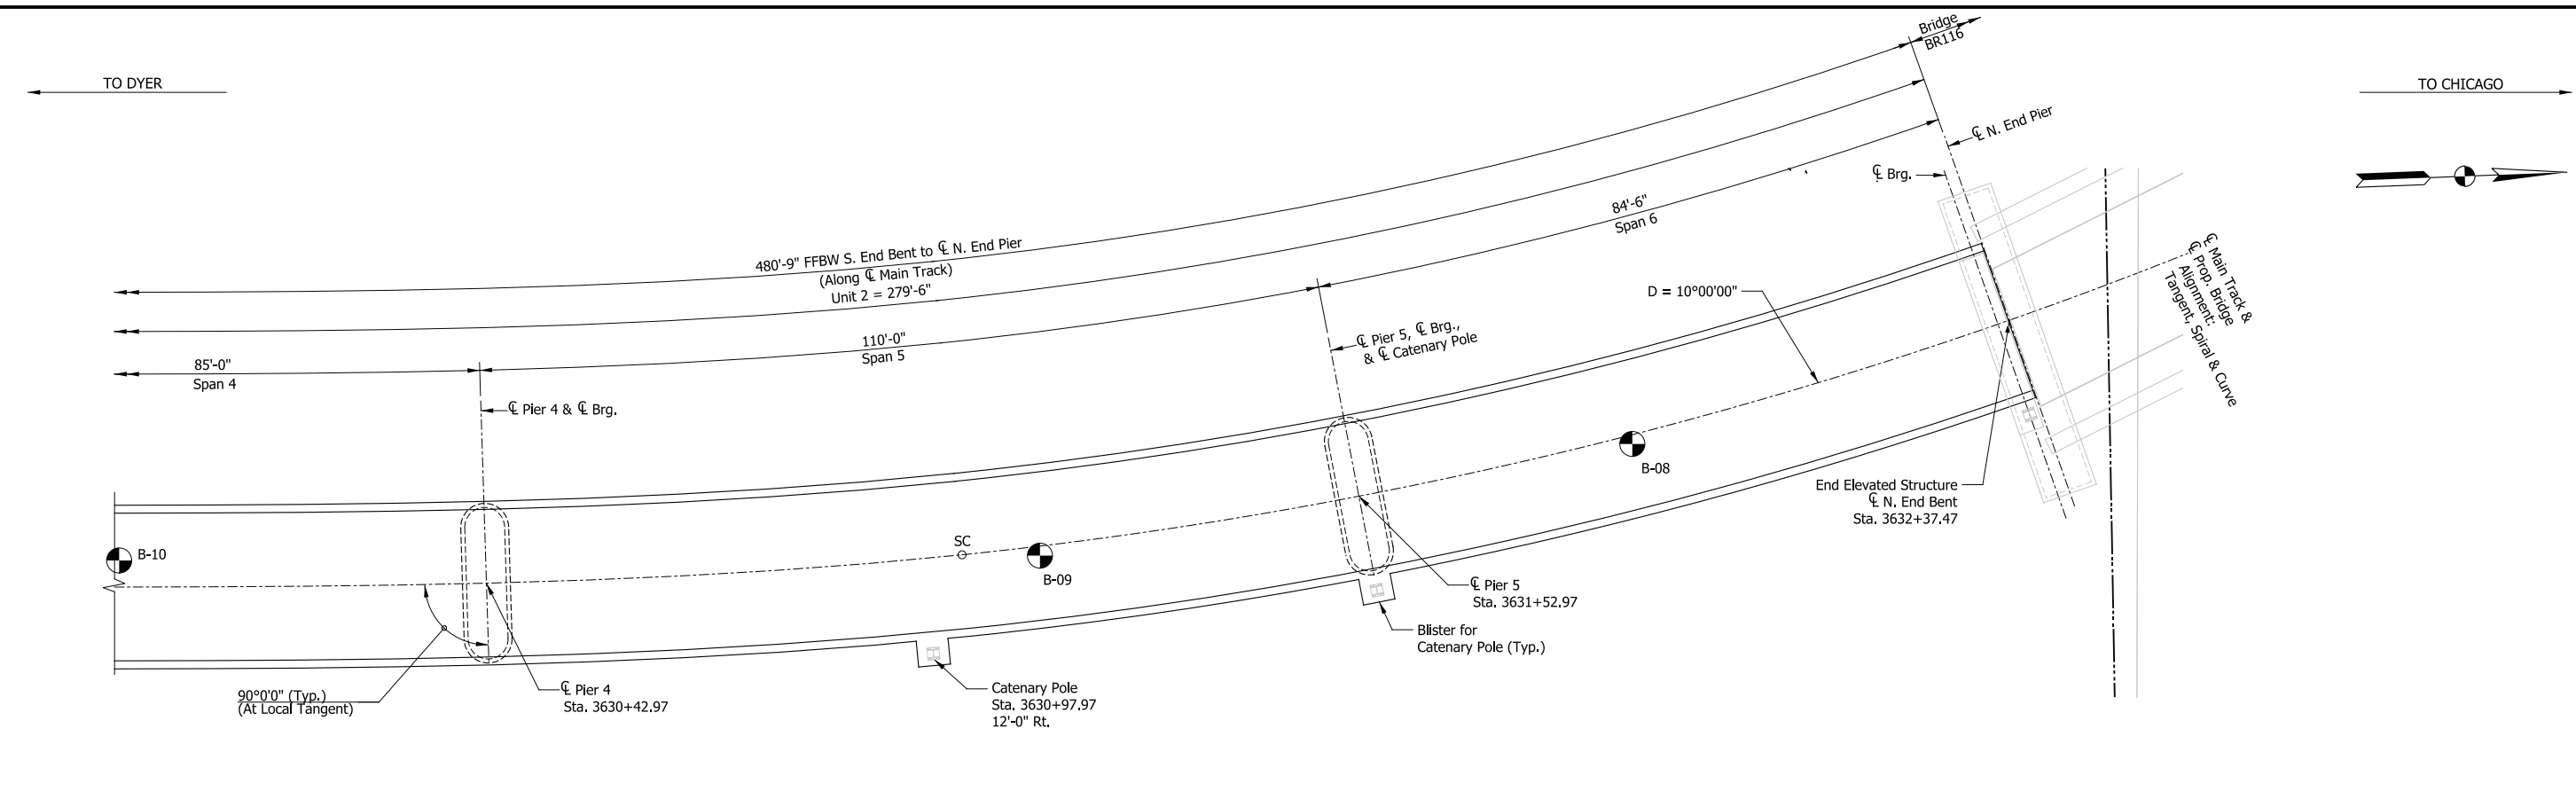 TO DYER
Bridge
BR116
TO CHICAGO
℄ N. End Pier
℄ Brg.
84'-6"
Span 6
480'-9" FFBW S. End Bent to ℄ N. End Pier
(Along ℄ Main Track)
Unit 2 = 279'-6"
D = 10°00'00"
℄ Main Track &
℄ Prop. Bridge
Alignment:
Tangent, Spiral & Curve
110'-0"
Span 5
85'-0"
Span 4
℄ Pier 5, ℄ Brg.,
& ℄ Catenary Pole
℄ Pier 4 & ℄ Brg.
B-08
End Elevated Structure
℄ N. End Bent
Sta. 3632+37.47
B-10
SC
B-09
℄ Pier 5
Sta. 3631+52.97
Blister for
Catenary Pole (Typ.)
90°0'0" (Typ.)
(At Local Tangent)
℄ Pier 4
Sta. 3630+42.97
Catenary Pole
Sta. 3630+97.97
12'-0" Rt.